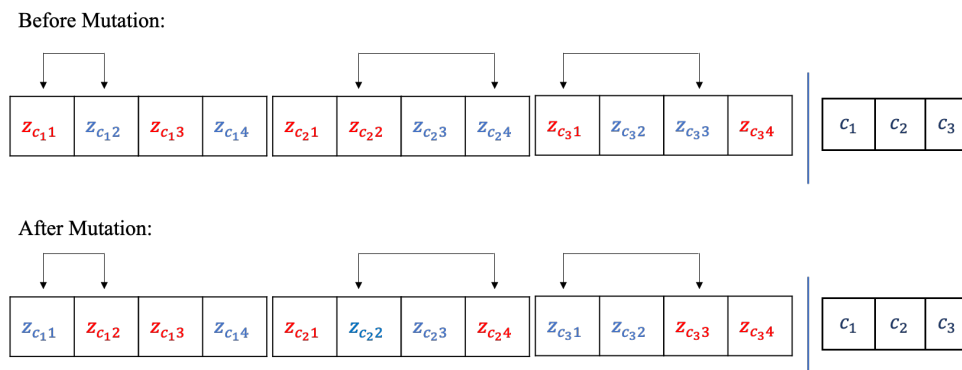 Before Mutation:
z_{c_1 1} z_{c_1 2} z_{c_1 3} z_{c_1 4} z_{c_2 1} z_{c_2 2} z_{c_2 3} z_{c_2 4} z_{c_3 1} z_{c_3 2} z_{c_3 3} z_{c_3 4} c_1 c_2 c_3
After Mutation:
z_{c_1 1} z_{c_1 2} z_{c_1 3} z_{c_1 4} z_{c_2 1} z_{c_2 2} z_{c_2 3} z_{c_2 4} z_{c_3 1} z_{c_3 2} z_{c_3 3} z_{c_3 4} c_1 c_2 c_3